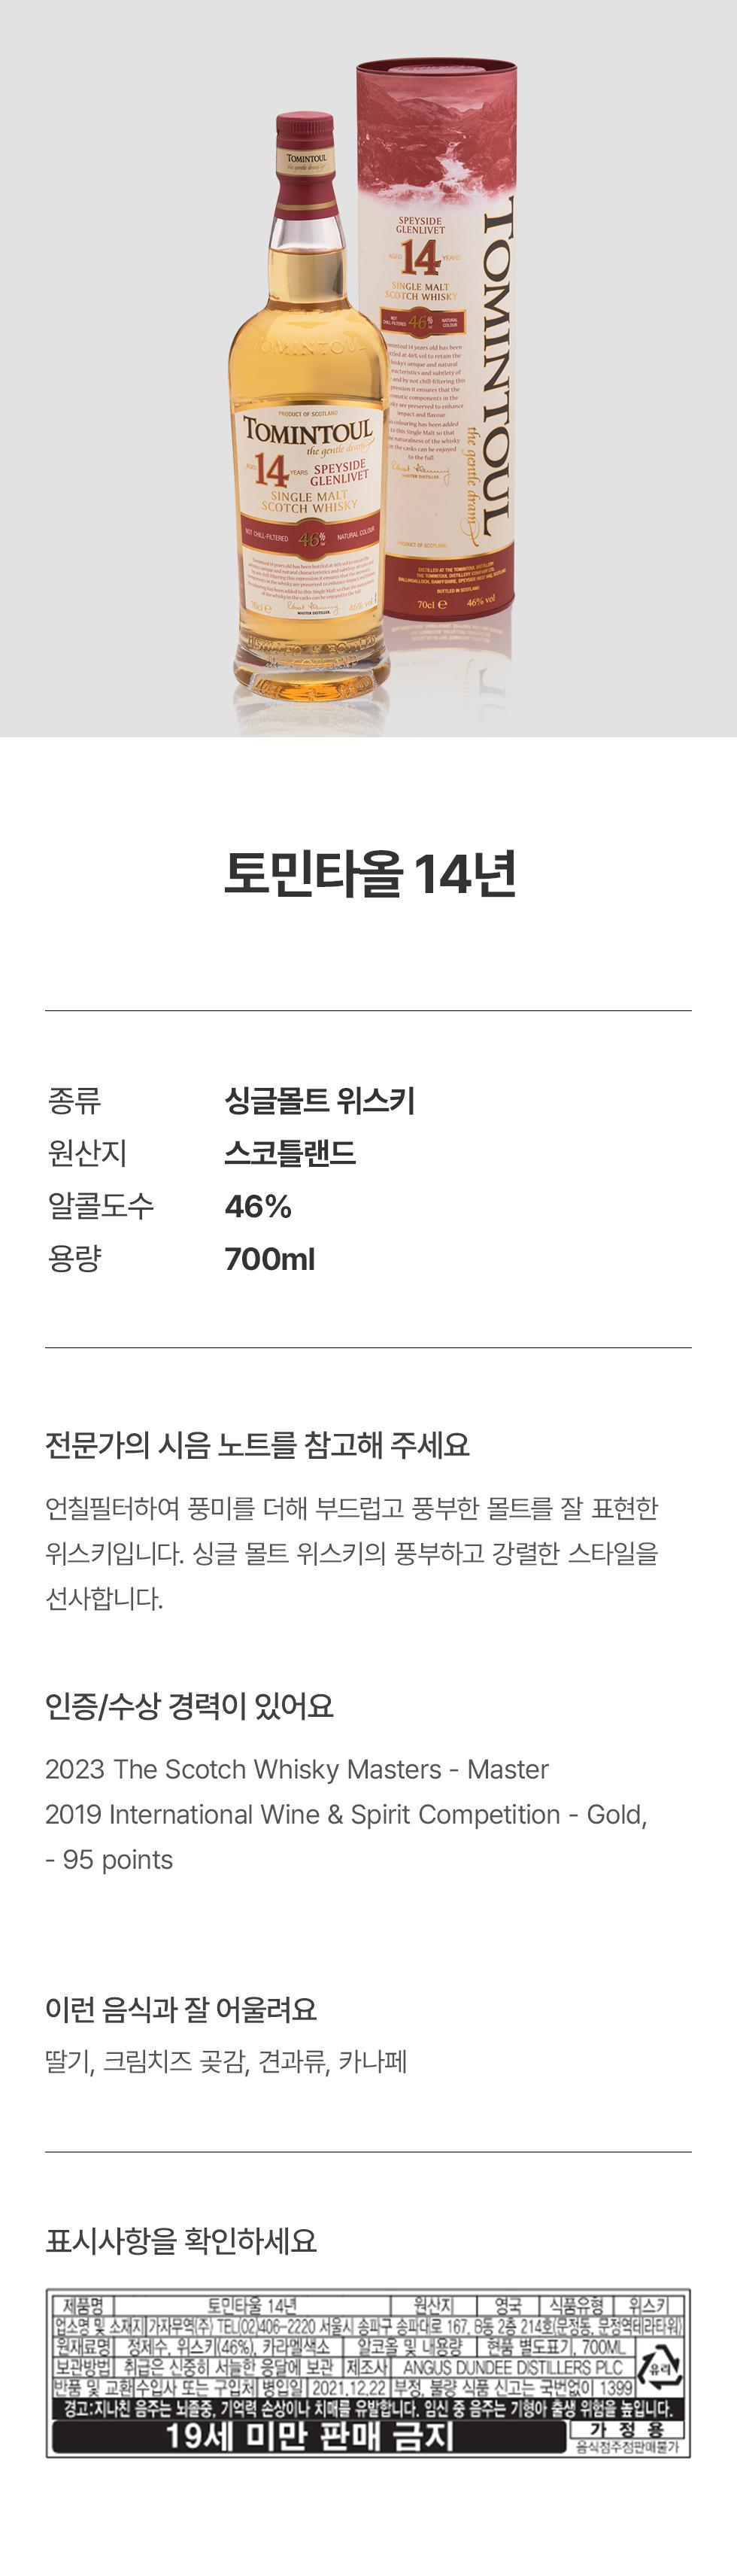 TOMINTOUL
the gentle dram
SPEYSIDE
GLENLIVET
AGED 14 YEARS
SINGLE MALT
SCOTCH WHISKY
NOT
CHILL-FILTERED
46%
NATURAL
COLOUR
TOMINTOUL
the gentle dram
PRODUCT OF SCOTLAND
70cl e 46% vol
TOMINTOUL
PRODUCT OF SCOTLAND
TOMINTOUL
the gentle dram
AGED 14 YEARS SPEYSIDE
GLENLIVET
SINGLE MALT
SCOTCH WHISKY
NOT CHILL-FILTERED 46% NATURAL COLOUR
70cl e 46% vol
MASTER DISTILLER
토민타올 14년
종류 싱글몰트 위스키
원산지 스코틀랜드
알콜도수 46%
용량 700ml
전문가의 시음 노트를 참고해 주세요
언칠필터하여 풍미를 더해 부드럽고 풍부한 몰트를 잘 표현한
위스키입니다. 싱글 몰트 위스키의 풍부하고 강렬한 스타일을
선사합니다.
인증/수상 경력이 있어요
2023 The Scotch Whisky Masters - Master
2019 International Wine & Spirit Competition - Gold,
- 95 points
이런 음식과 잘 어울려요
딸기, 크림치즈 곶감, 견과류, 카나페
표시사항을 확인하세요
제품명 토민타울 14년 원산지 영국 식품유형 위스키
업소명 및 소재지 가자무역(주) TEL(02)406-2220 서울시 송파구 송파대로 167, B동 2층 214호(문정동, 문정역테라타워)
원재료명 정제수, 위스키(46%), 카라멜색소 알코올 및 내용량 현품 별도표기, 700ML
보관방법 취급은 신중히 서늘한 응달에 보관 제조사 ANGUS DUNDEE DISTILLERS PLC
유리
반품 및 교환 수입사 또는 구입처 병입일 2021.12.22 부정, 불량 식품 신고는 국번없이 1399
경고:지나친 음주는 뇌졸중, 기억력 손상이나 치매를 유발합니다. 임신 중 음주는 기형아 출생 위험을 높입니다.
19세 미만 판매 금지
가 정 용
음식점주점판매불가